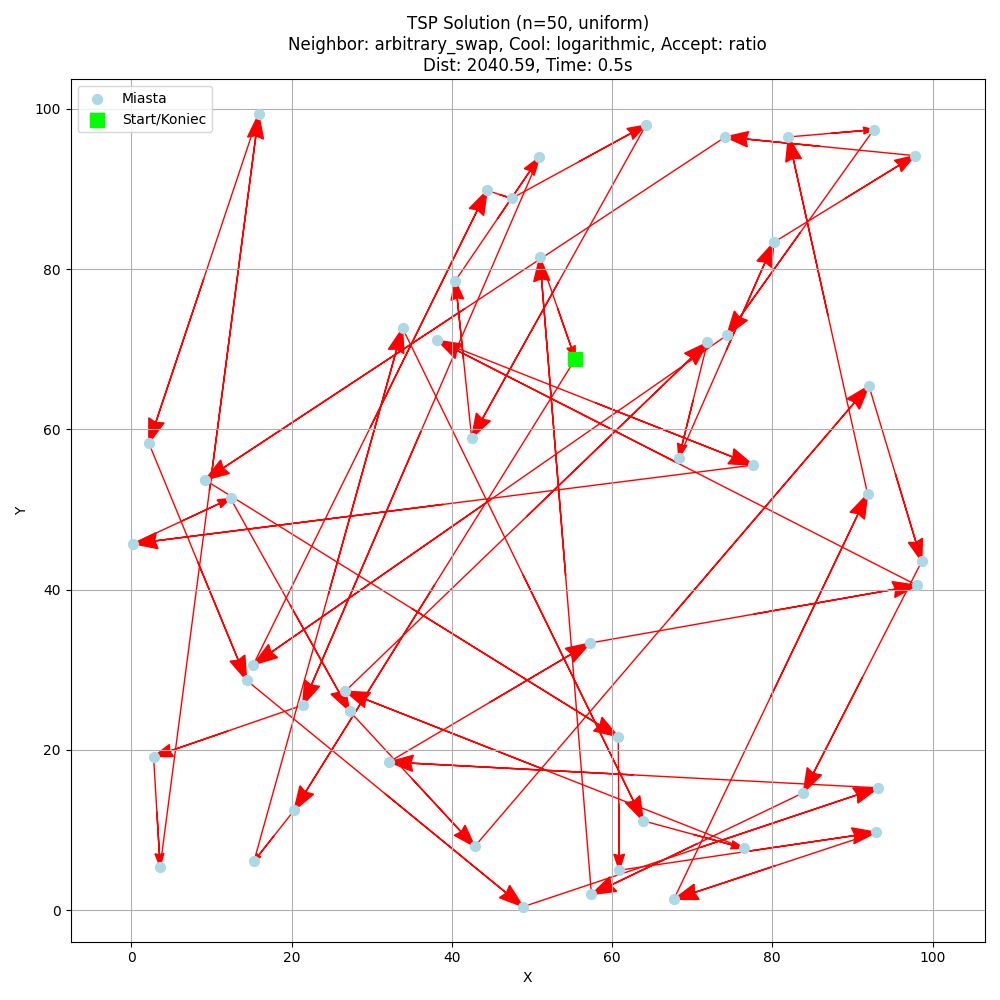 TSP Solution (n=50, uniform)
Neighbor: arbitrary_swap, Cool: logarithmic, Accept: ratio
Dist: 2040.59, Time: 0.5s
Miasta
Start/Koniec
100
80
60
40
20
0
Y
0 20 40 60 80 100
X